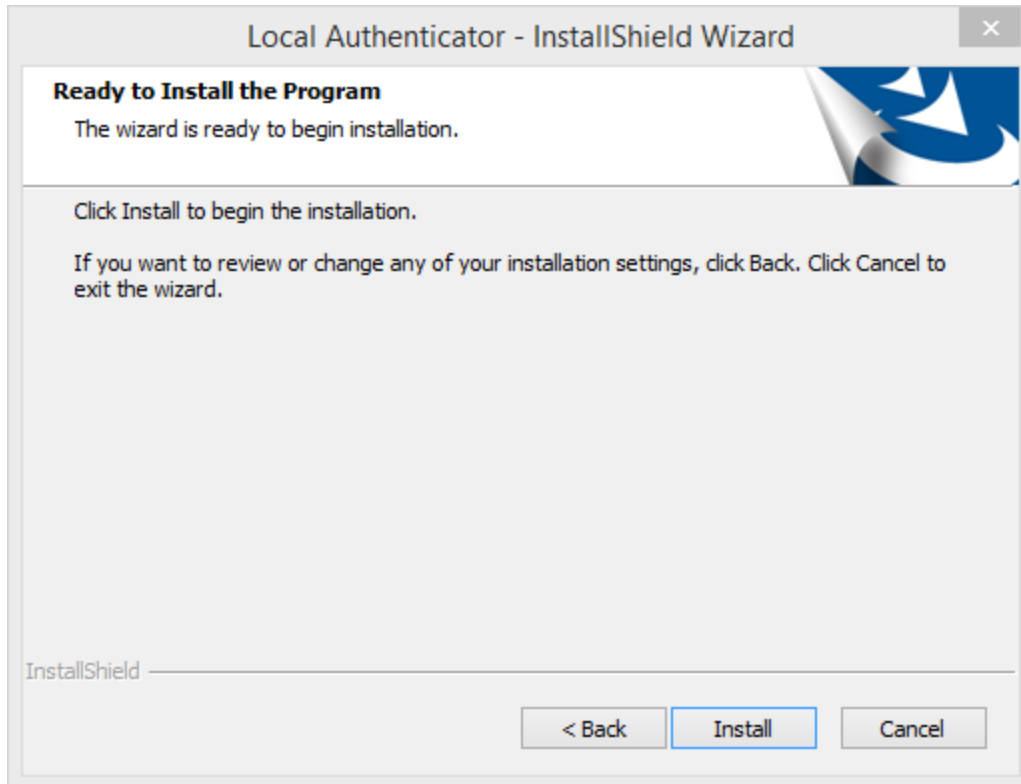 Local Authenticator - InstallShield Wizard
Ready to Install the Program
The wizard is ready to begin installation.
Click Install to begin the installation.
If you want to review or change any of your installation settings, click Back. Click Cancel to
exit the wizard.
InstallShield
< Back
Install
Cancel